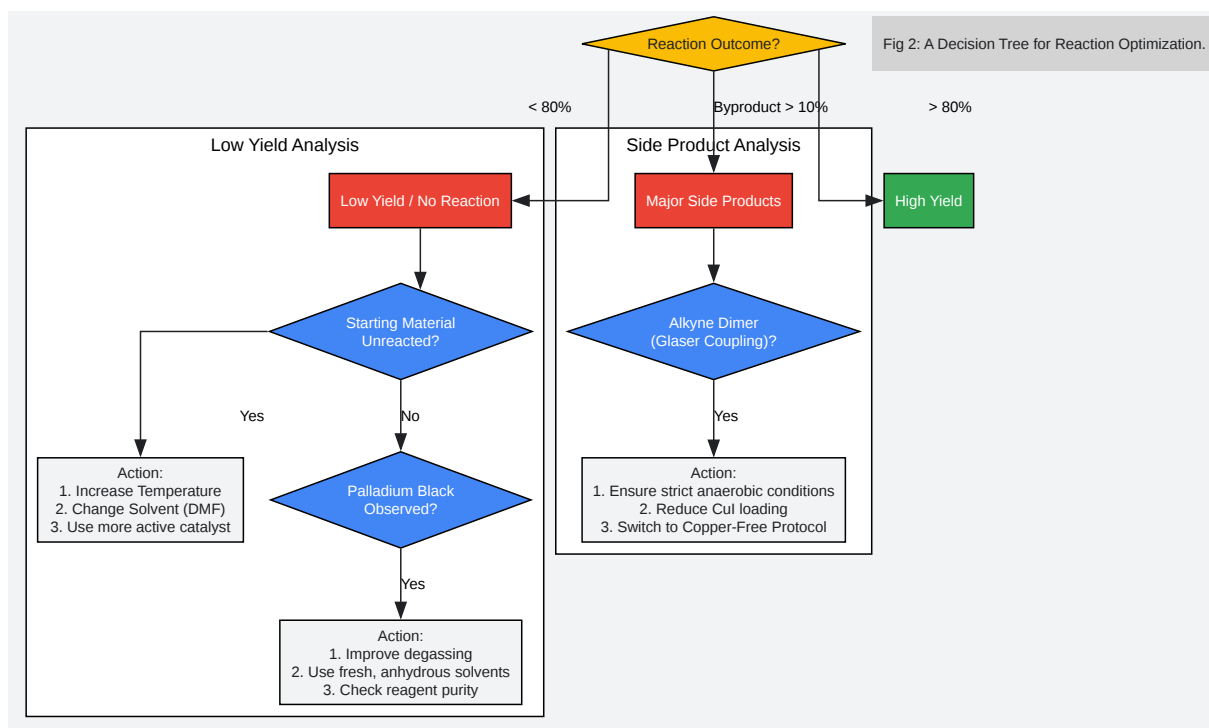 Reaction Outcome?
Fig 2: A Decision Tree for Reaction Optimization.
< 80%
Byproduct > 10%
> 80%
Low Yield Analysis
Side Product Analysis
Low Yield / No Reaction
Major Side Products
High Yield
Starting Material
Unreacted?
Alkyne Dimer
(Glaser Coupling)?
Yes
No
Yes
Action:
1. Increase Temperature
2. Change Solvent (DMF)
3. Use more active catalyst
Palladium Black
Observed?
Action:
1. Ensure strict anaerobic conditions
2. Reduce CuI loading
3. Switch to Copper-Free Protocol
Yes
Action:
1. Improve degassing
2. Use fresh, anhydrous solvents
3. Check reagent purity